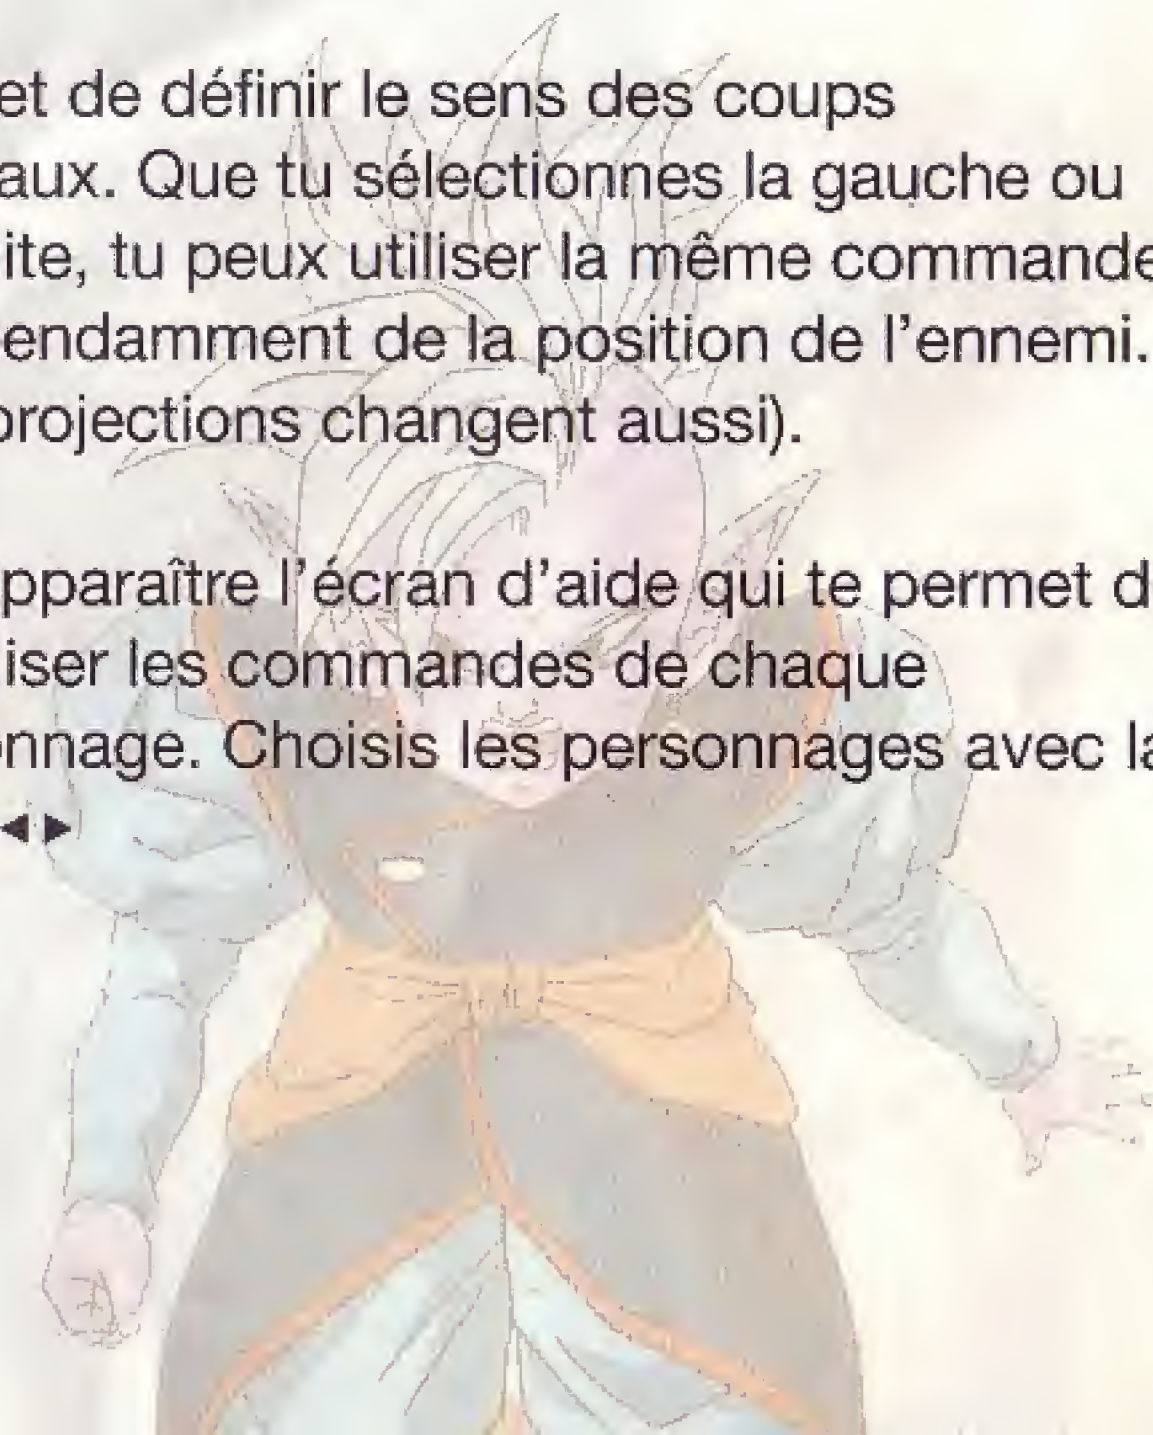 et de définir le sens des coups
aux. Que tu sélectionnes la gauche ou
ite, tu peux utiliser la même commande
endamment de la position de l'ennemi.
projections changent aussi).
pparaître l'écran d'aide qui te permet d
iser les commandes de chaque
nnage. Choisis les personnages avec la
◀ ▶